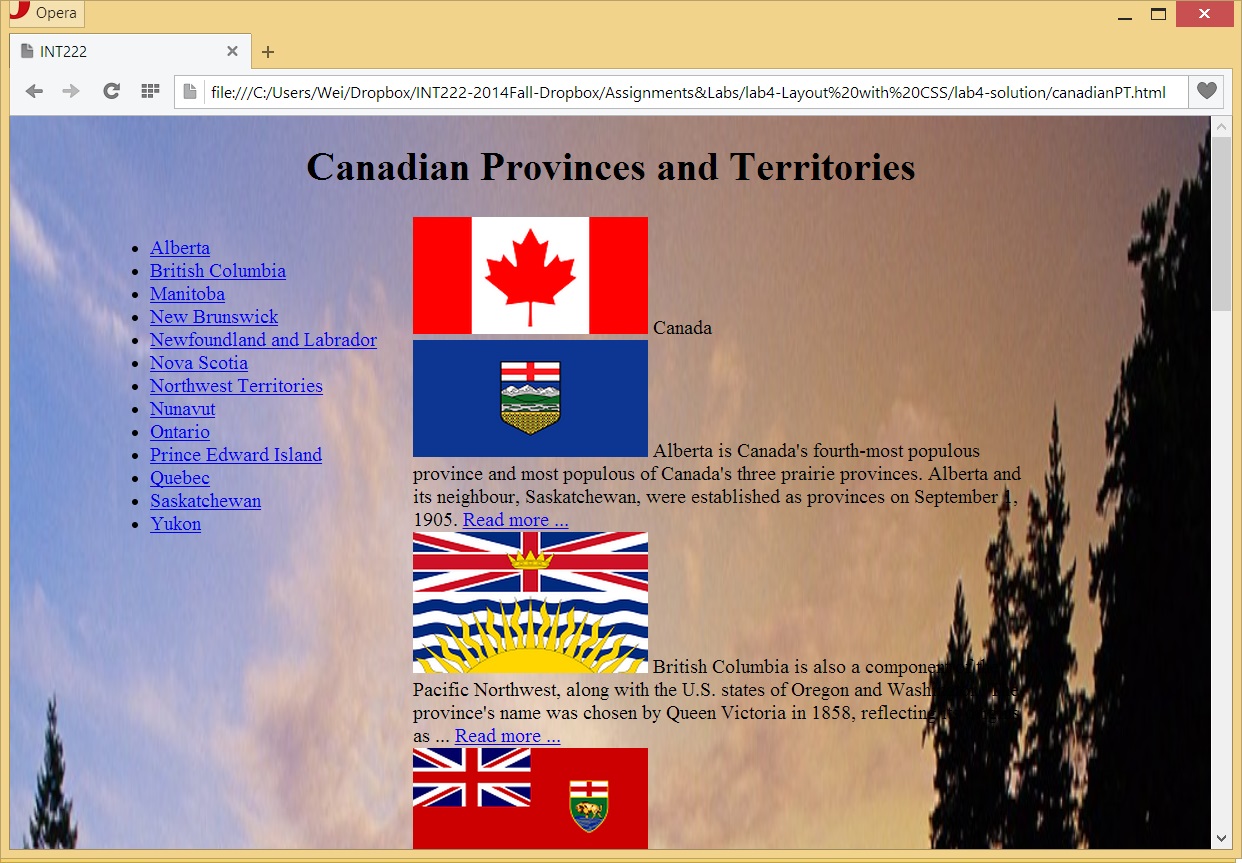 Opera
INT222
file:///C:/Users/Wei/Dropbox/INT222-2014Fall-Dropbox/Assignments&Labs/lab4-Layout%20with%20CSS/lab4-solution/canadianPT.html
Canadian Provinces and Territories
Alberta
British Columbia
Manitoba
New Brunswick
Newfoundland and Labrador
Nova Scotia
Northwest Territories
Nunavut
Ontario
Prince Edward Island
Quebec
Saskatchewan
Yukon
Canada
Alberta is Canada's fourth-most populous
province and most populous of Canada's three prairie provinces. Alberta and
its neighbour, Saskatchewan, were established as provinces on September 1,
1905. Read more ...
British Columbia is also a component
Pacific Northwest, along with the U.S. states of Oregon and
province's name was chosen by Queen Victoria in 1858, reflecting
as ... Read more ...